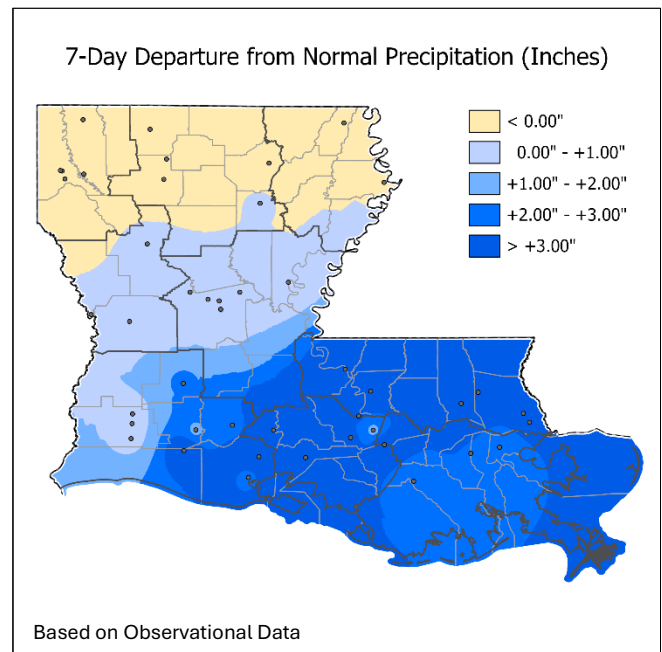 7-Day Departure from Normal Precipitation (Inches)
< 0.00"
0.00" - +1.00"
+1.00" - +2.00"
+2.00" - +3.00"
> +3.00"
Based on Observational Data